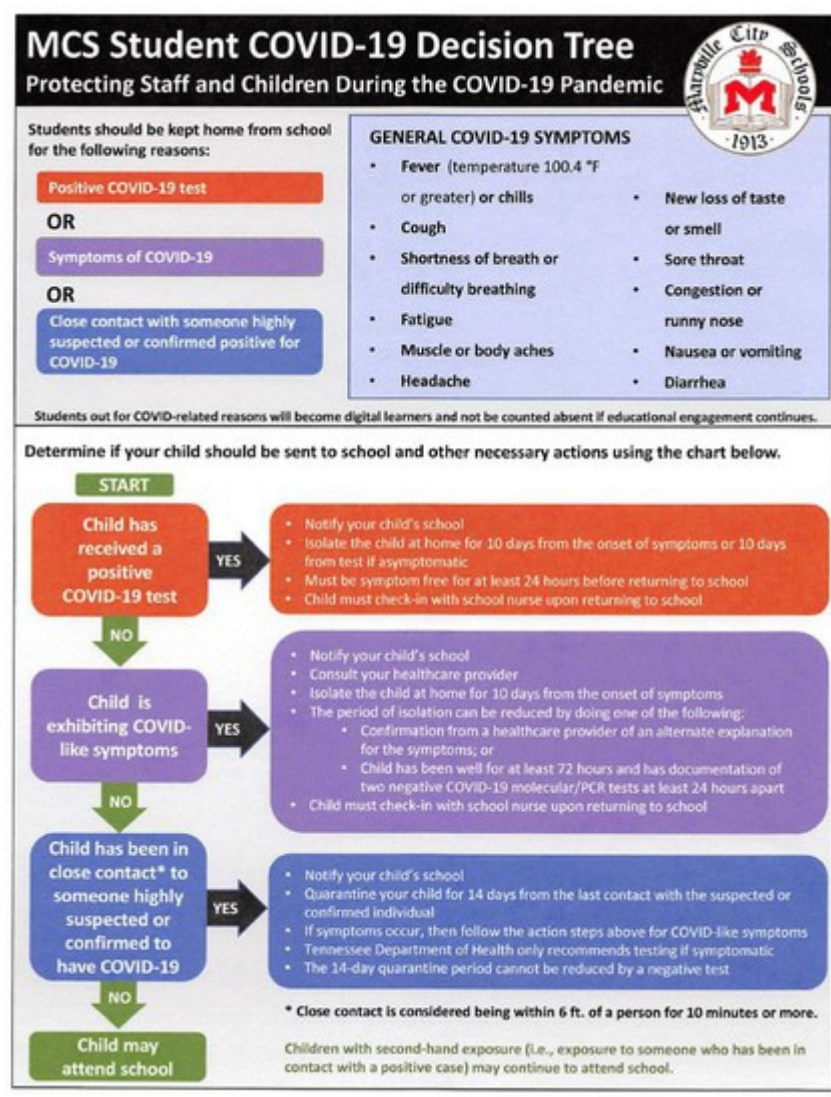 MCS Student COVID-19 Decision Tree
Protecting Staff and Children During the COVID-19 Pandemic
Maryville City Schools
M
·1913·
Students should be kept home from school
for the following reasons:
Positive COVID-19 test
OR
Symptoms of COVID-19
OR
Close contact with someone highly
suspected or confirmed positive for
COVID-19
GENERAL COVID-19 SYMPTOMS
• Fever (temperature 100.4 °F
or greater) or chills
• Cough
• Shortness of breath or
difficulty breathing
• Fatigue
• Muscle or body aches
• Headache
• New loss of taste
or smell
• Sore throat
• Congestion or
runny nose
• Nausea or vomiting
• Diarrhea
Students out for COVID-related reasons will become digital learners and not be counted absent if educational engagement continues.
Determine if your child should be sent to school and other necessary actions using the chart below.
START
Child has
received a
positive
COVID-19 test
YES
• Notify your child's school
• Isolate the child at home for 10 days from the onset of symptoms or 10 days
from test if asymptomatic
• Must be symptom free for at least 24 hours before returning to school
• Child must check-in with school nurse upon returning to school
NO
Child is
exhibiting COVID-
like symptoms
YES
• Notify your child's school
• Consult your healthcare provider
• Isolate the child at home for 10 days from the onset of symptoms
• The period of isolation can be reduced by doing one of the following:
• Confirmation from a healthcare provider of an alternate explanation
for the symptoms; or
• Child has been well for at least 72 hours and has documentation of
two negative COVID-19 molecular/PCR tests at least 24 hours apart
• Child must check-in with school nurse upon returning to school
NO
Child has been in
close contact* to
someone highly
suspected or
confirmed to
have COVID-19
YES
• Notify your child's school
• Quarantine your child for 14 days from the last contact with the suspected or
confirmed individual
• If symptoms occur, then follow the action steps above for COVID-like symptoms
• Tennessee Department of Health only recommends testing if symptomatic
• The 14-day quarantine period cannot be reduced by a negative test
NO
* Close contact is considered being within 6 ft. of a person for 10 minutes or more.
Child may
attend school
Children with second-hand exposure (i.e., exposure to someone who has been in
contact with a positive case) may continue to attend school.